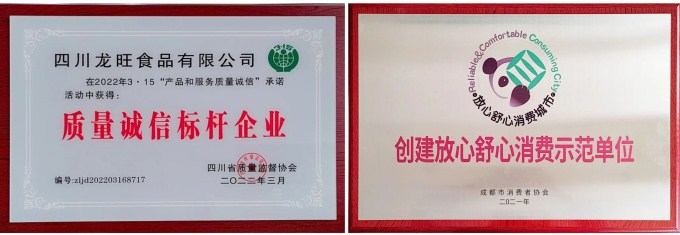 四川龙旺食品有限公司
在2022年3·15“产品和服务质量诚信”承诺
活动中获得:
质量诚信标杆企业
四川省质量监督协会
二〇二二年三月
编号:zljd202203168717
Reliable&Comfortable Consuming City
·放心舒心消费城市·
创建放心舒心消费示范单位
成都市消费者协会
二〇二一年